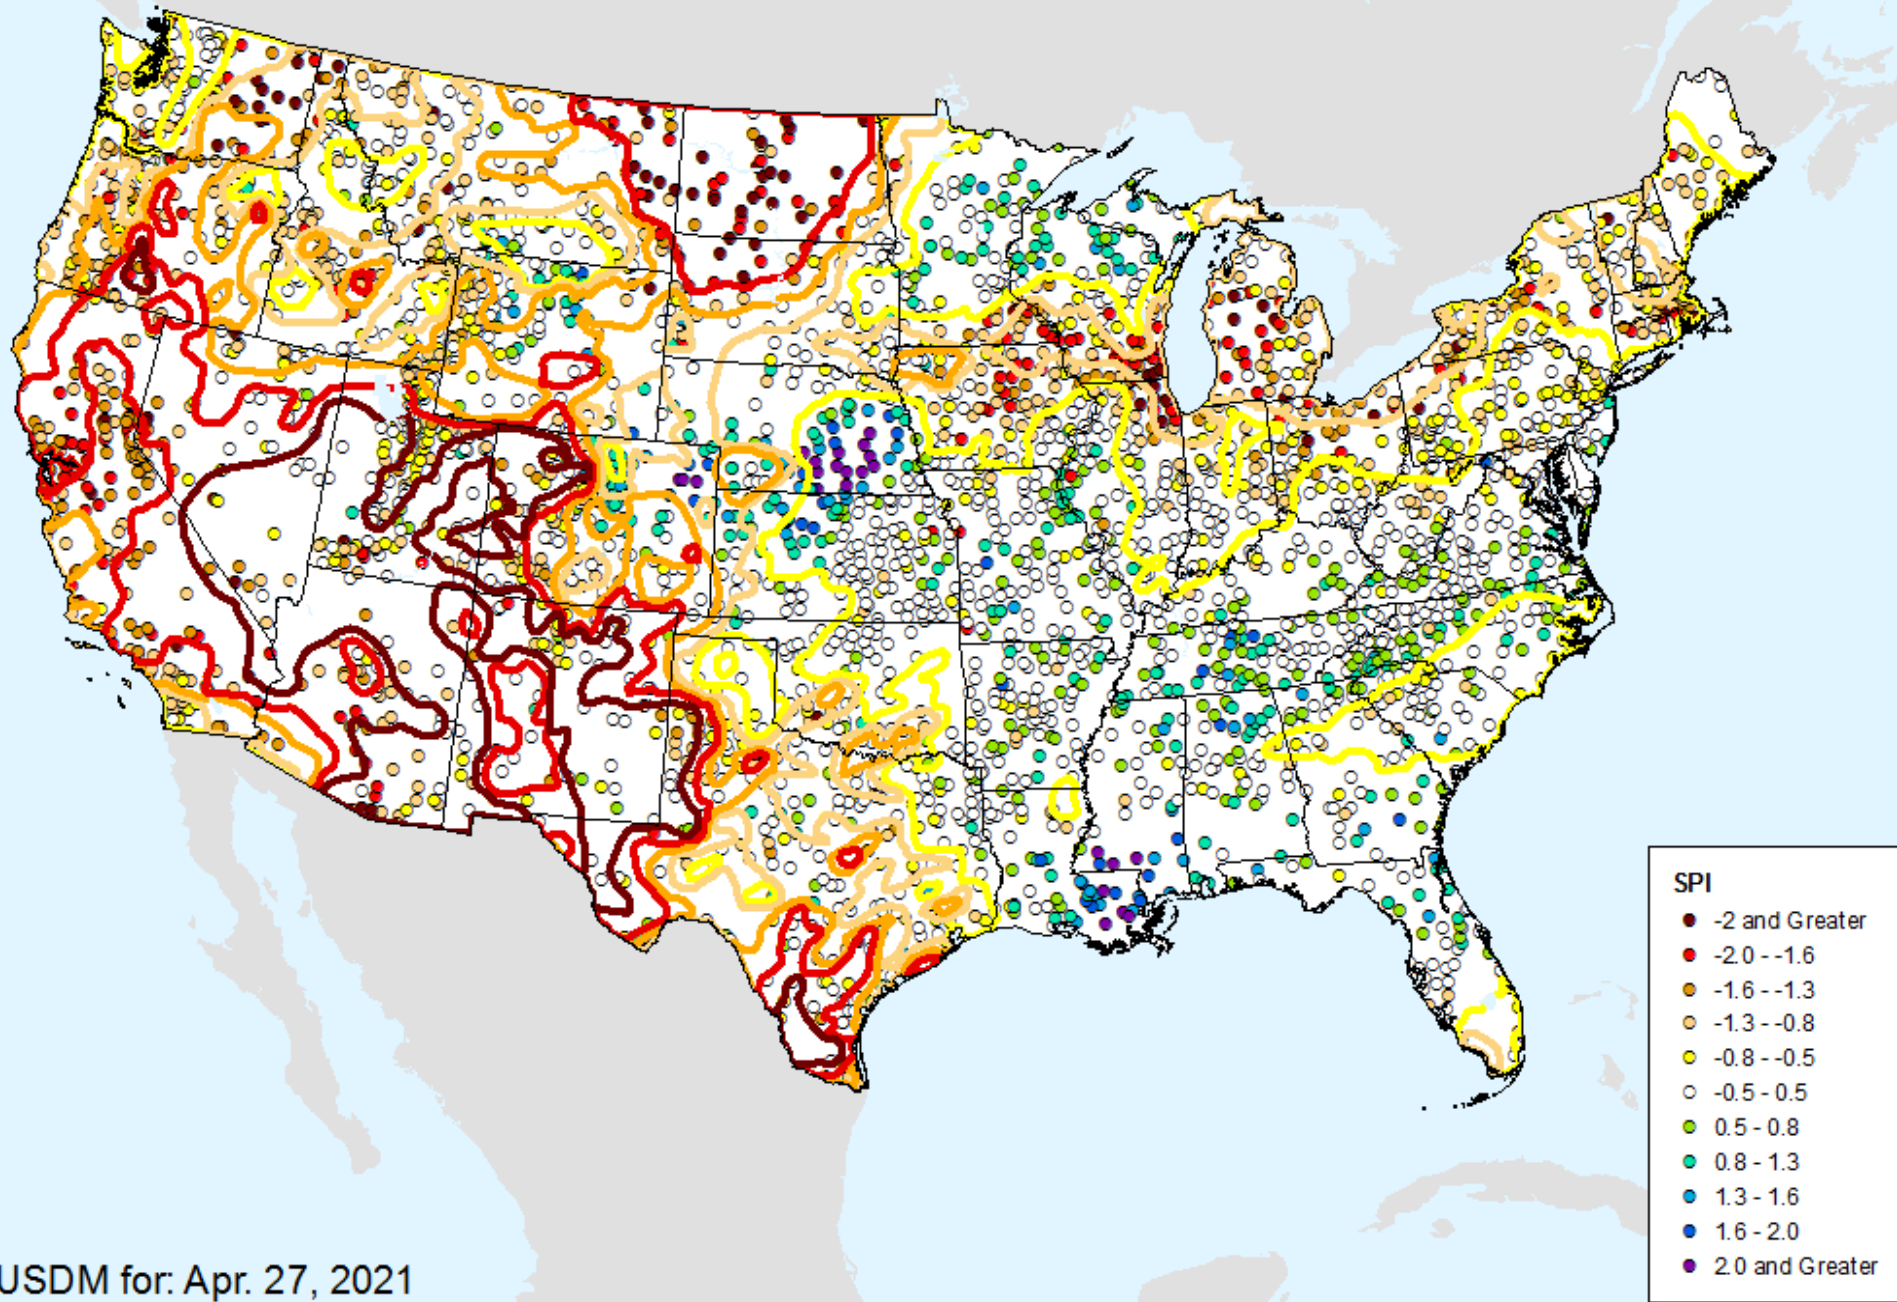 SPI
-2 and Greater
-2.0 - -1.6
-1.6 - -1.3
-1.3 - -0.8
-0.8 - -0.5
-0.5 - 0.5
0.5 - 0.8
0.8 - 1.3
1.3 - 1.6
1.6 - 2.0
2.0 and Greater
USDM for: Apr. 27, 2021